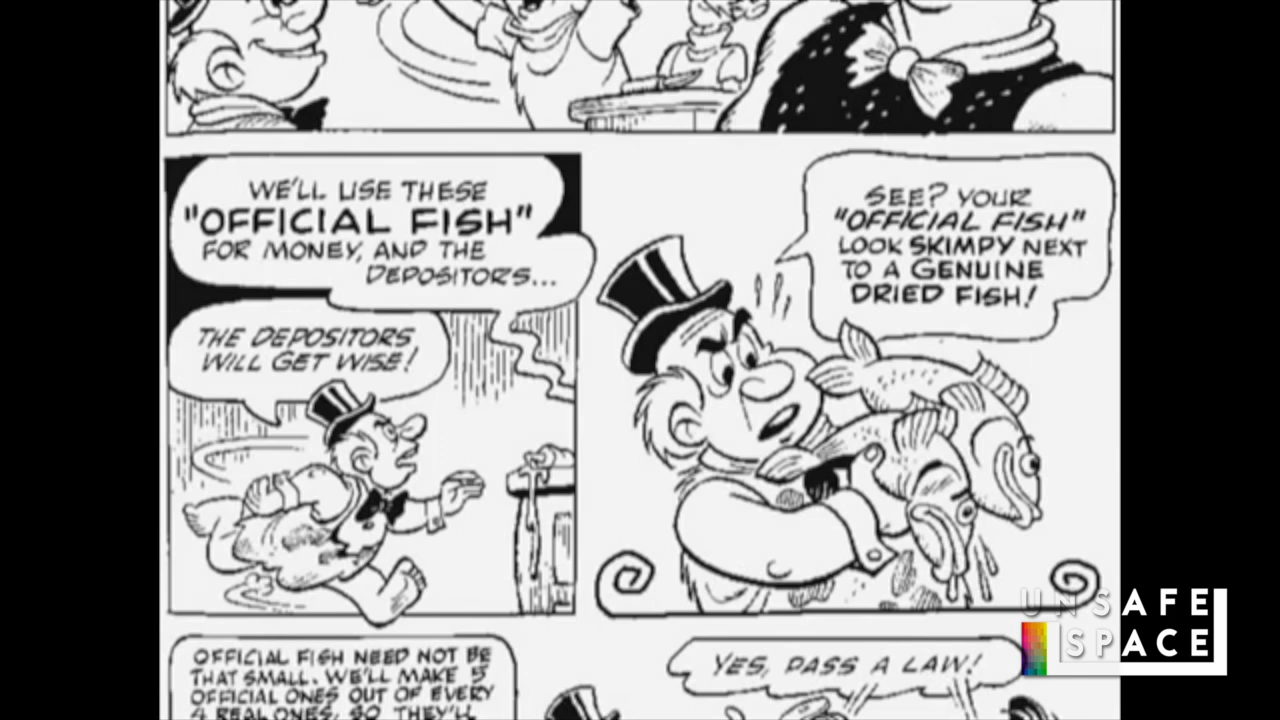 WE'LL USE THESE
"OFFICIAL FISH"
FOR MONEY, AND THE
DEPOSITORS...
THE DEPOSITORS
WILL GET WISE!
SEE? YOUR
"OFFICIAL FISH"
LOOK SKIMPY NEXT
TO A GENUINE
DRIED FISH!
OFFICIAL FISH NEED NOT BE
THAT SMALL. WE'LL MAKE 5
OFFICIAL ONES OUT OF EVERY
4 REAL ONES, SO THEY'LL
YES, PASS A LAW!
UNSAFE
SPACE